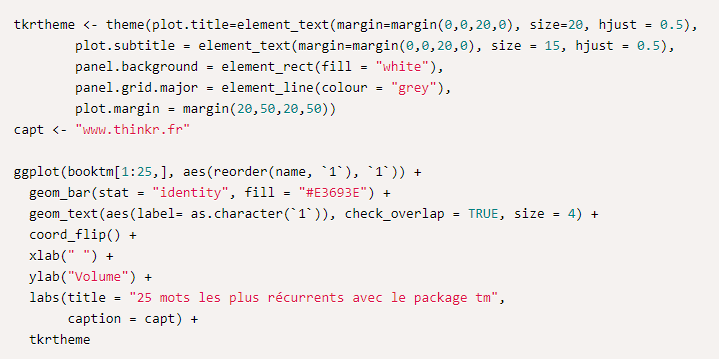 tkrtheme <- theme(plot.title=element_text(margin=margin(0,0,20,0), size=20, hjust = 0.5),
        plot.subtitle = element_text(margin=margin(0,0,20,0), size = 15, hjust = 0.5),
        panel.background = element_rect(fill = "white"),
        panel.grid.major = element_line(colour = "grey"),
        plot.margin = margin(20,50,20,50))
capt <- "www.thinkr.fr"

ggplot(booktm[1:25,], aes(reorder(name, `1`), `1`)) +
  geom_bar(stat = "identity", fill = "#E3693E") +
  geom_text(aes(label= as.character(`1`)), check_overlap = TRUE, size = 4) +
  coord_flip() +
  xlab(" ") +
  ylab("Volume") +
  labs(title = "25 mots les plus récurrents avec le package tm",
       caption = capt) +
  tkrtheme